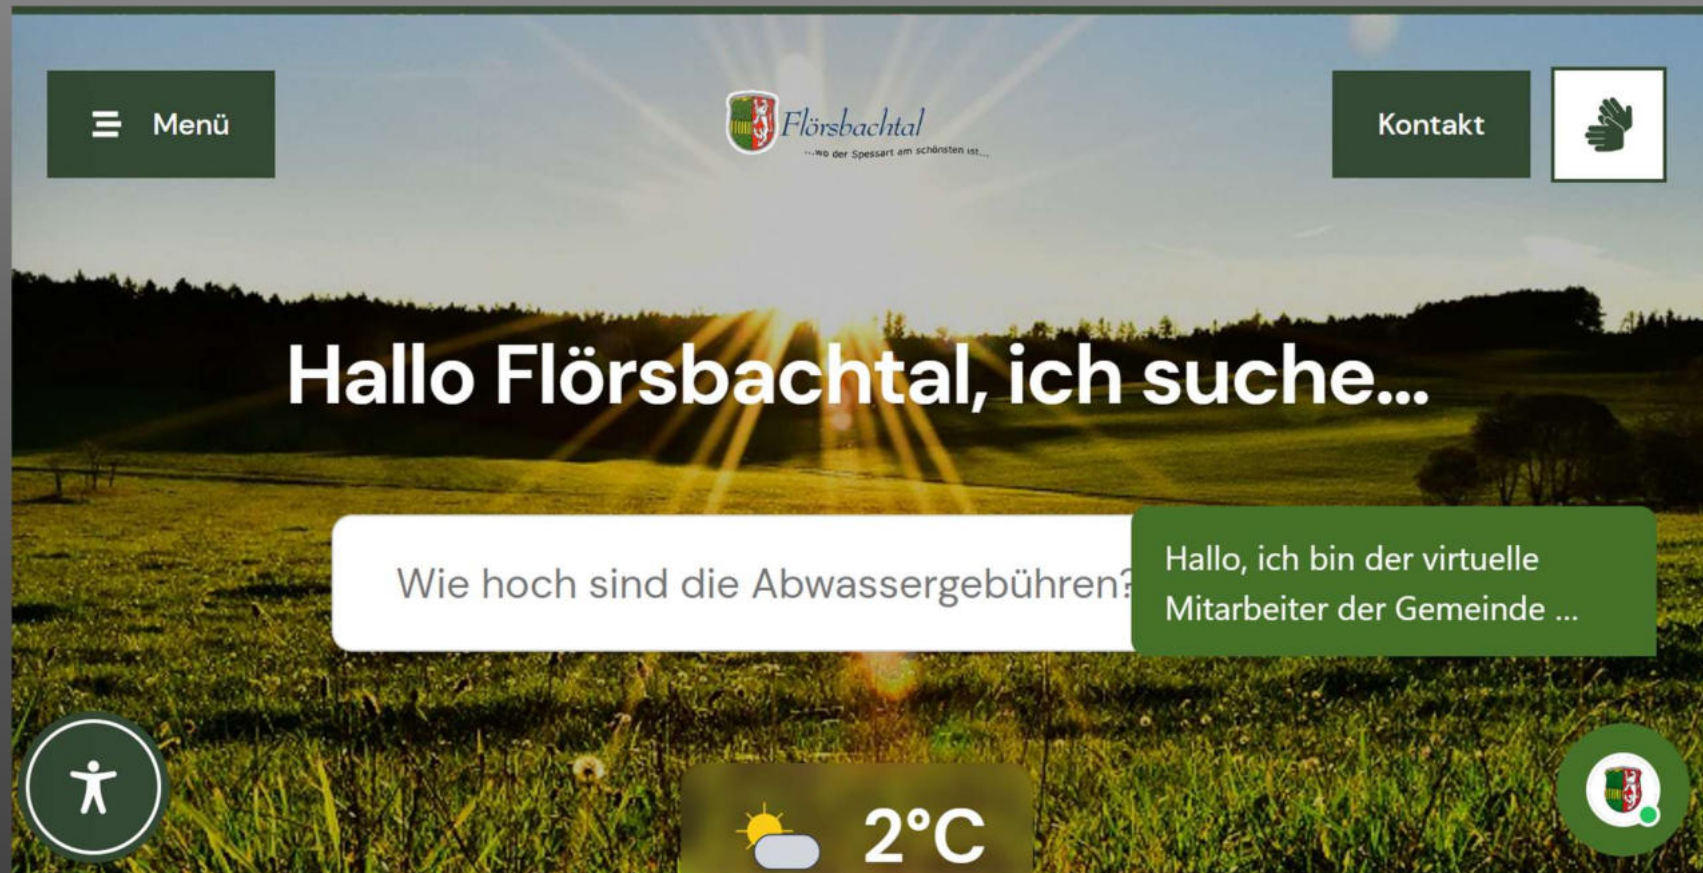 Menü
Flörsbachtal
...wo der Spessart am schönsten ist...
Kontakt
Hallo Flörsbachtal, ich suche...
Wie hoch sind die Abwassergebühren?
Hallo, ich bin der virtuelle
Mitarbeiter der Gemeinde ...
2°C